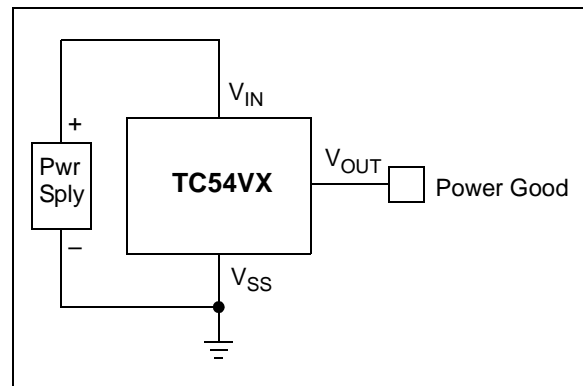 V_IN
+
Pwr
Sply
–
TC54VX
V_OUT
Power Good
V_SS